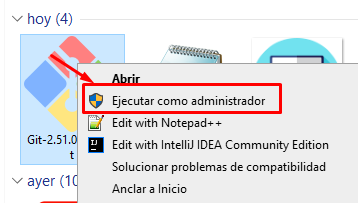 hoy (4)
Abrir
Git-2.51.0
t
Ejecutar como administrador
Edit with Notepad++
Edit with IntelliJ IDEA Community Edition
Solucionar problemas de compatibilidad
ayer (10
Anclar a Inicio